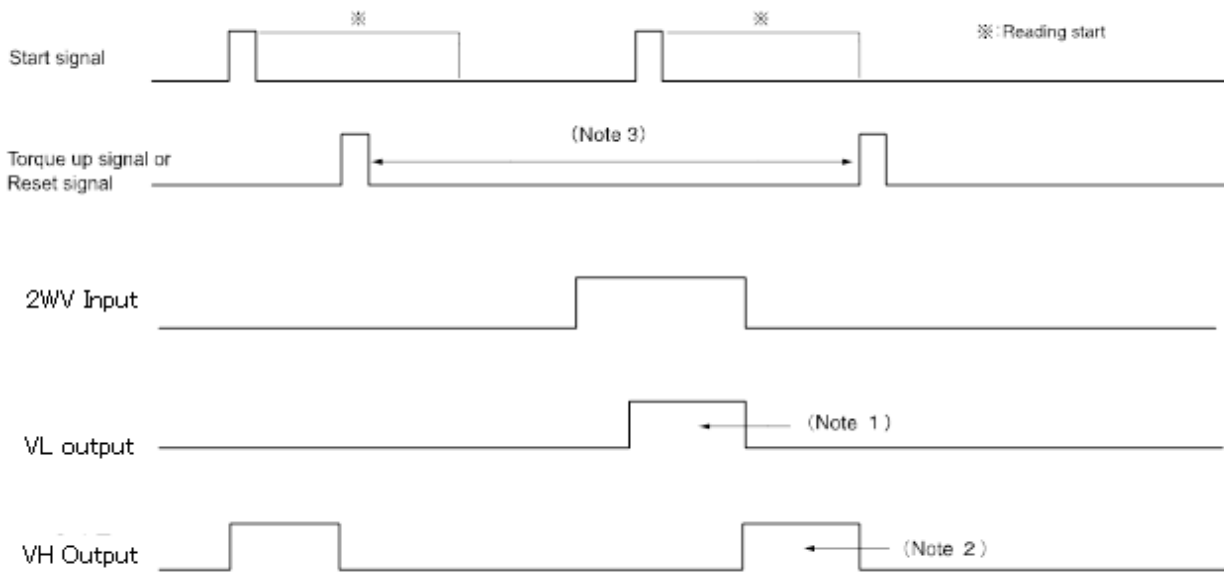 ※
※
※:Reading start
Start signal
(Note 3)
Torque up signal or
Reset signal
2WV Input
VL output
(Note 1)
VH Output
(Note 2)